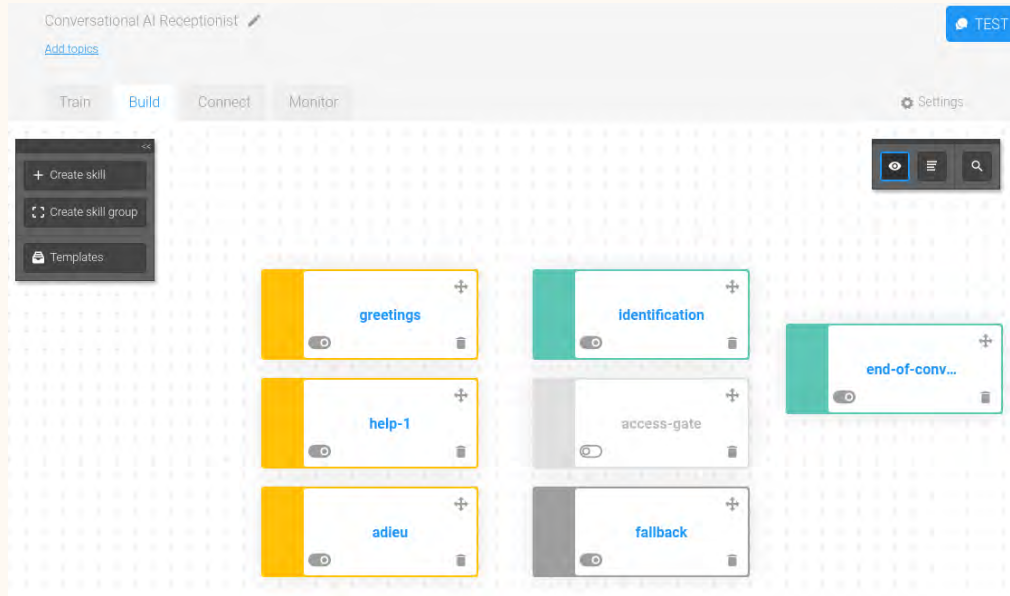 Conversational AI Receptionist
TEST
Add topics
Train Build Connect Monitor Settings
<<
+ Create skill
Create skill group
Templates
greetings
identification
end-of-conv...
help-1
access-gate
adieu
fallback